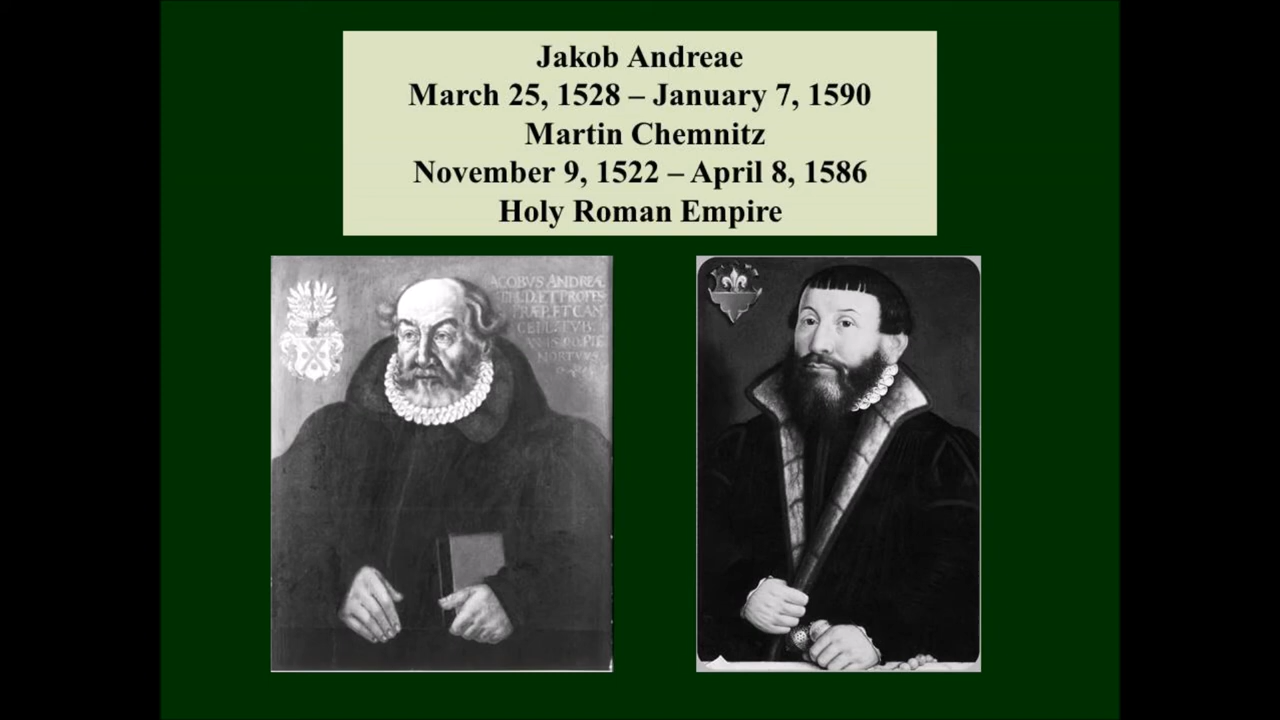 Jakob Andreae
March 25, 1528 – January 7, 1590
Martin Chemnitz
November 9, 1522 – April 8, 1586
Holy Roman Empire
IACOBVS ANDREÆ